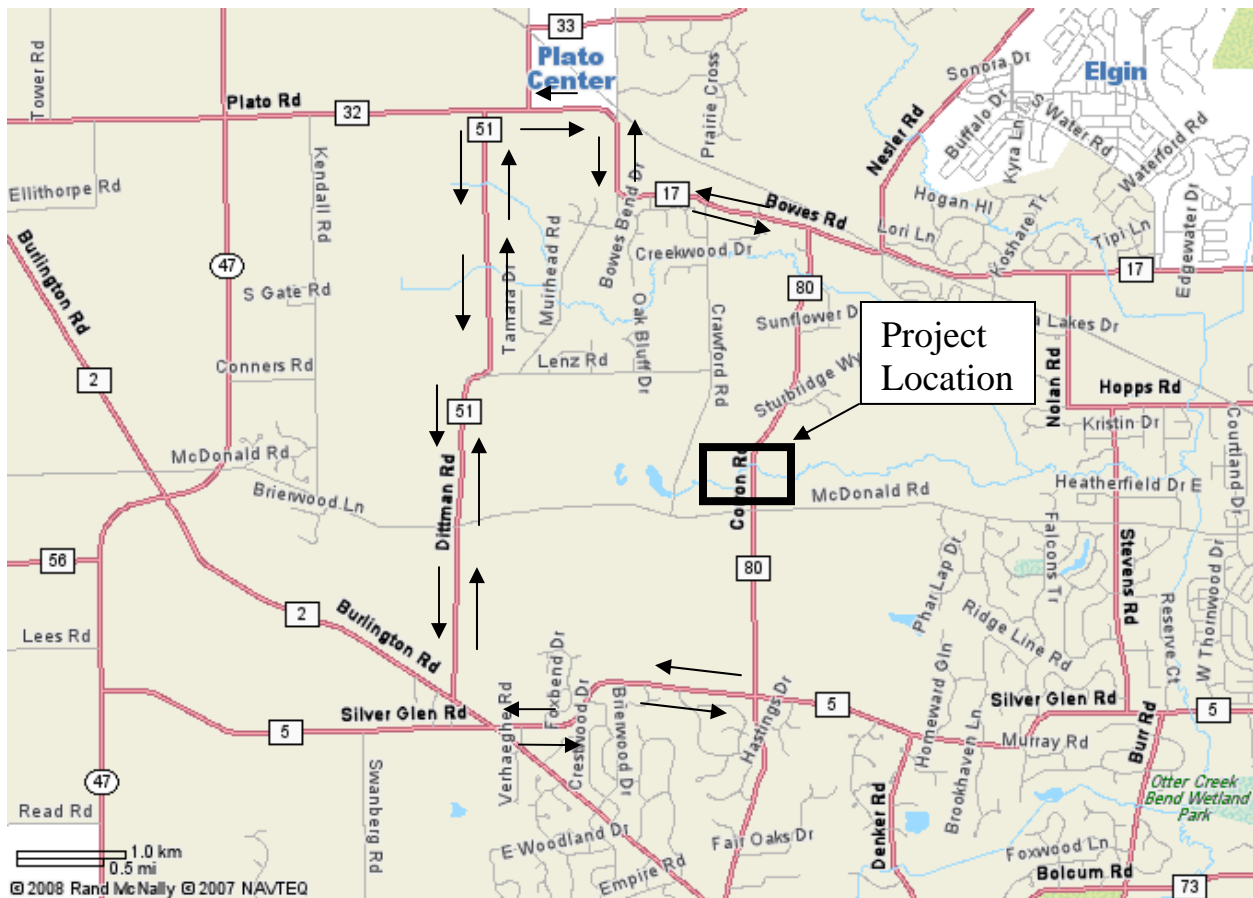 33
Plato
Center
Elgin
Tower Rd
Plato Rd
32
51
Prairie Cross
Sonora Dr
Buffalo Dr
Kyra Ln
S Water Rd
Waterford Rd
Nesler Rd
Ellithorpe Rd
Kendall Rd
Bowes Bend Dr
17
Bowes Rd
Hogan Hl
Lori Ln
Koshare Tr
Tipi Ln
Edgewater Dr
17
Burlington Rd
47
S Gate Rd
Tamara Dr
Muirhead Rd
Creekwood Dr
Oak Bluff Dr
Crawford Rd
80
Sunflower D
Lakes Dr
Project
Location
Conners Rd
2
Lenz Rd
Sturbridge Wy
Nolan Rd
Hopps Rd
51
Kristin Dr
Courtland Dr
McDonald Rd
Brierwood Ln
Dittman Rd
Corron Rd
McDonald Rd
Heatherfield Dr E
Falcons Tr
Stevens Rd
56
80
Phar Lap Dr
Ridge Line Rd
Reserve Ct
W Thornwood Dr
2
Lees Rd
Burlington Rd
Silver Glen Rd
5
Verhaeghe Rd
Foxbend Dr
Crestwood Dr
Brierwood Dr
Hastings Dr
5
Homeward Gln
Brookhaven Ln
Silver Glen Rd
5
Murray Rd
Burr Rd
47
Read Rd
Swanberg Rd
Denker Rd
Otter Creek
Bend Wetland
Park
E Woodland Dr
Empire Rd
Fair Oaks Dr
Foxwood Ln
Bolcum Rd
73
1.0 km
0.5 mi
© 2008 Rand McNally © 2007 NAVTEQ